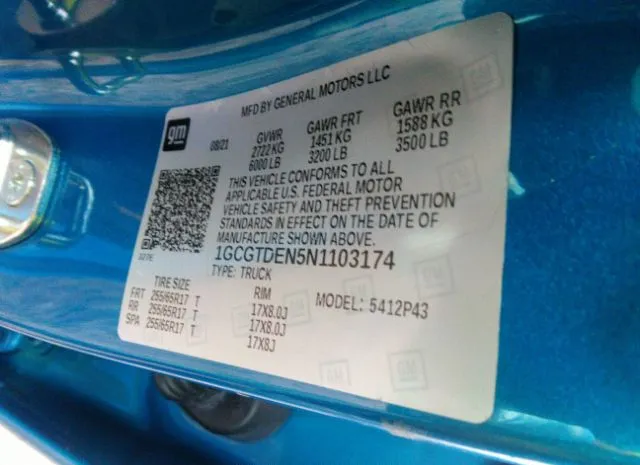 MFD BY GENERAL MOTORS LLC
gm
08/21 GVWR GAWR FRT GAWR RR
2722 KG 1451 KG 1588 KG
6000 LB 3200 LB 3500 LB
THIS VEHICLE CONFORMS TO ALL
APPLICABLE U.S. FEDERAL MOTOR
VEHICLE SAFETY AND THEFT PREVENTION
STANDARDS IN EFFECT ON THE DATE OF
MANUFACTURE SHOWN ABOVE.
1GCGTDEN5N1103174
TYPE: TRUCK
TIRE SIZE RIM MODEL: 5412P43
FRT 255/65R17 T 17X8.0J
RR 255/65R17 T 17X8.0J
SPA 255/65R17 T 17X8J